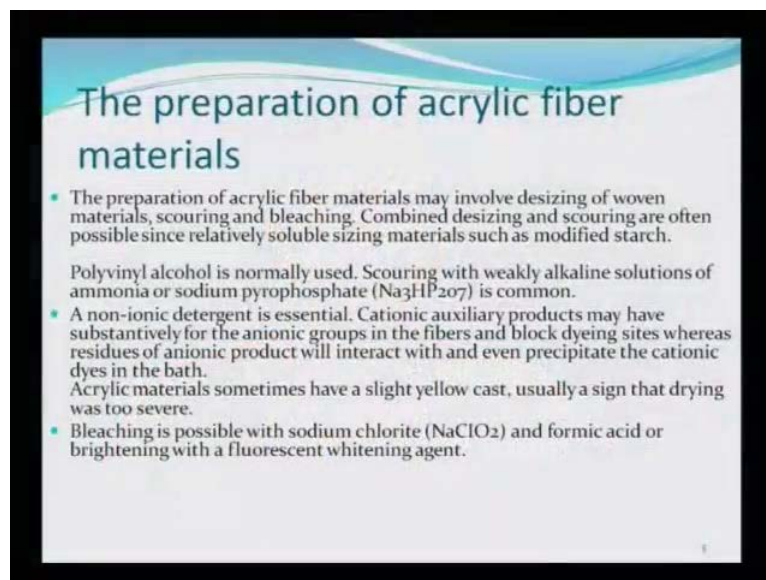 The preparation of acrylic fiber
materials
• The preparation of acrylic fiber materials may involve desizing of woven
materials, scouring and bleaching. Combined desizing and scouring are often
possible since relatively soluble sizing materials such as modified starch.
Polyvinyl alcohol is normally used. Scouring with weakly alkaline solutions of
ammonia or sodium pyrophosphate (Na3HP2O7) is common.
• A non-ionic detergent is essential. Cationic auxiliary products may have
substantively for the anionic groups in the fibers and block dyeing sites whereas
residues of anionic product will interact with and even precipitate the cationic
dyes in the bath.
Acrylic materials sometimes have a slight yellow cast, usually a sign that drying
was too severe.
• Bleaching is possible with sodium chlorite (NaClO2) and formic acid or
brightening with a fluorescent whitening agent.